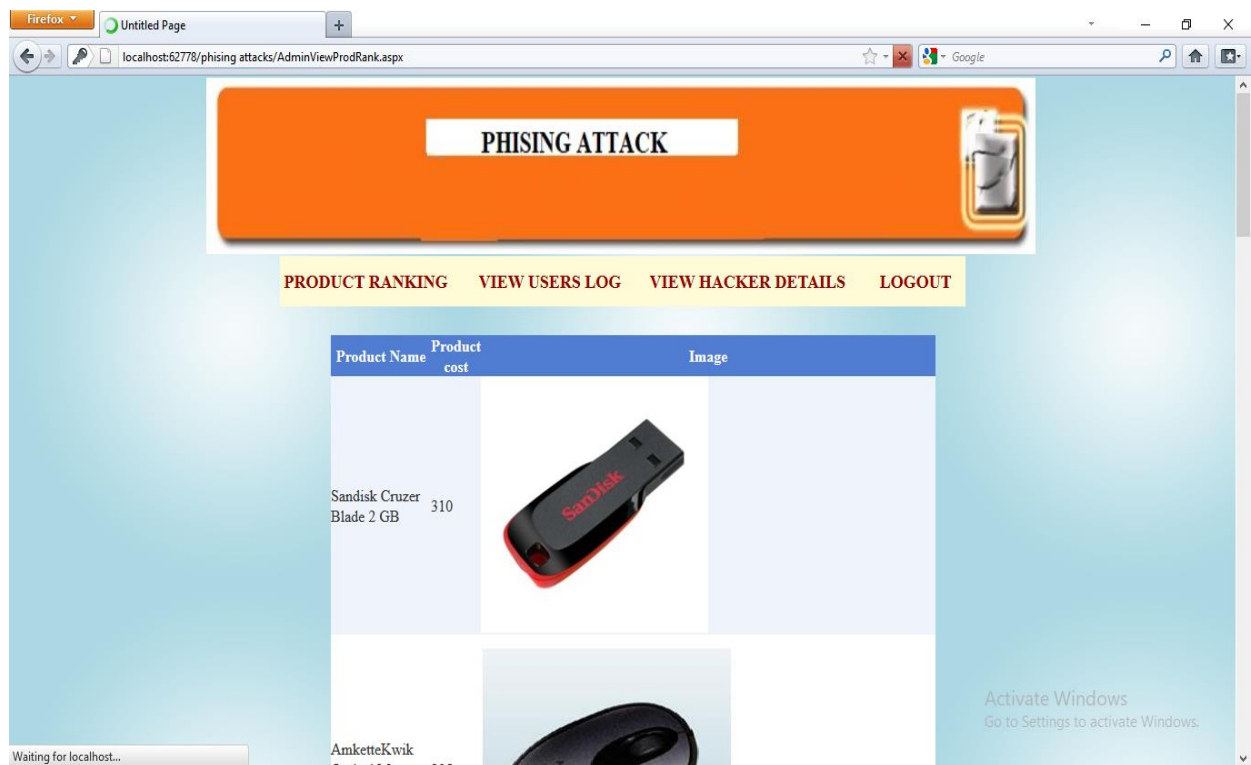 Firefox
Untitled Page
localhost:62778/phising attacks/AdminViewProdRank.aspx
Google
PHISING ATTACK
PRODUCT RANKING VIEW USERS LOG VIEW HACKER DETAILS LOGOUT
Product Name Product cost Image
Sandisk Cruzer
Blade 2 GB
310
SanDisk
AmketteKwik
Activate Windows
Go to Settings to activate Windows.
Waiting for localhost...